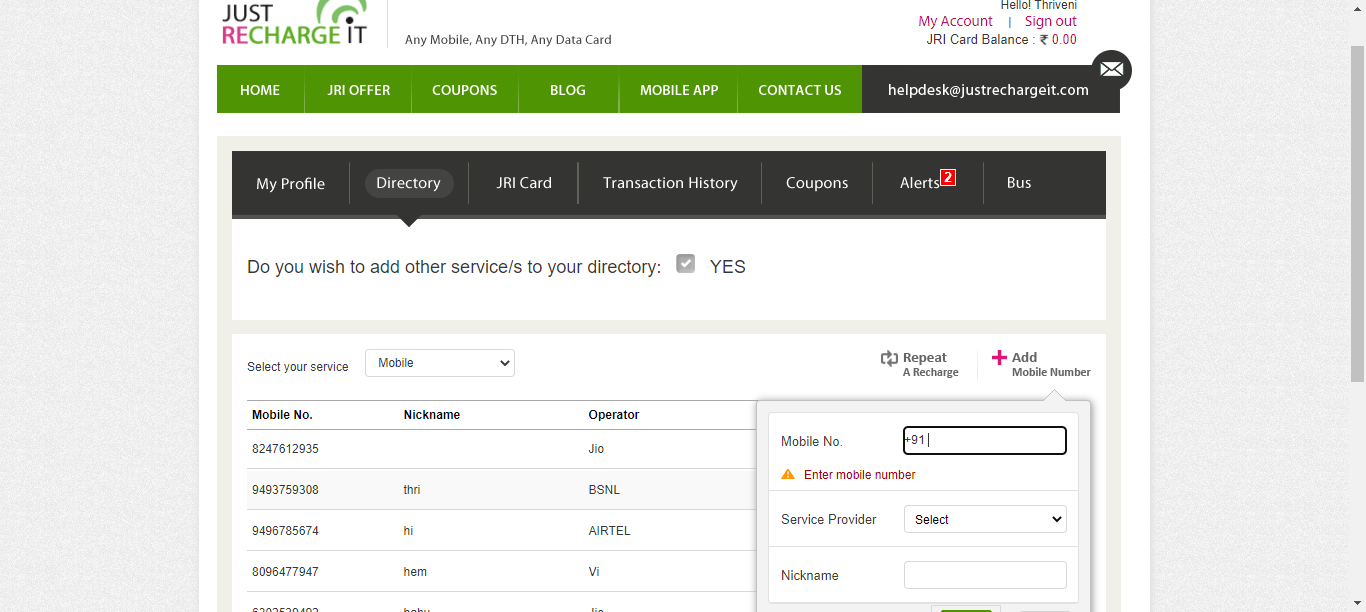 Hello! Thriveni
JUST
RECHARGE IT
Any Mobile, Any DTH, Any Data Card
My Account | Sign out
JRI Card Balance : ₹ 0.00
HOME JRI OFFER COUPONS BLOG MOBILE APP CONTACT US helpdesk@justrechargeit.com
My Profile Directory JRI Card Transaction History Coupons Alerts 2 Bus
Do you wish to add other service/s to your directory: YES
Select your service Mobile
Repeat
A Recharge
Add
Mobile Number
Mobile No. Nickname Operator
8247612935 Jio
9493759308 thri BSNL
9496785674 hi AIRTEL
8096477947 hem Vi
Mobile No. +91
Enter mobile number
Service Provider Select
Nickname